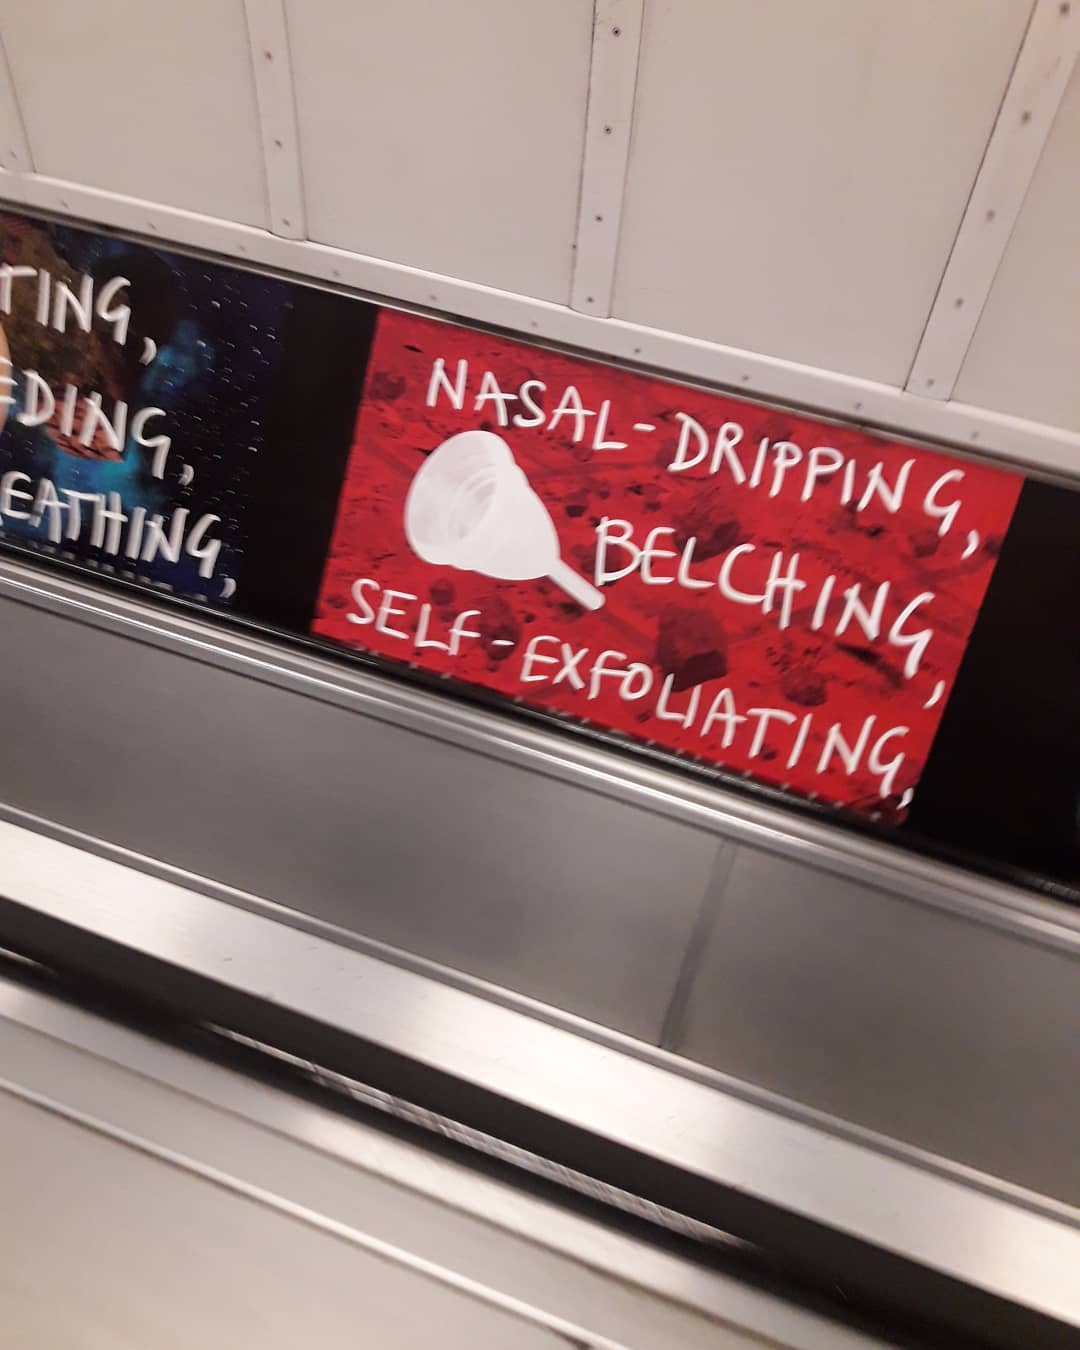 TING,
EDING,
EATHING,
NASAL-DRIPPING,
BELCHING,
SELF-EXFOLIATING,